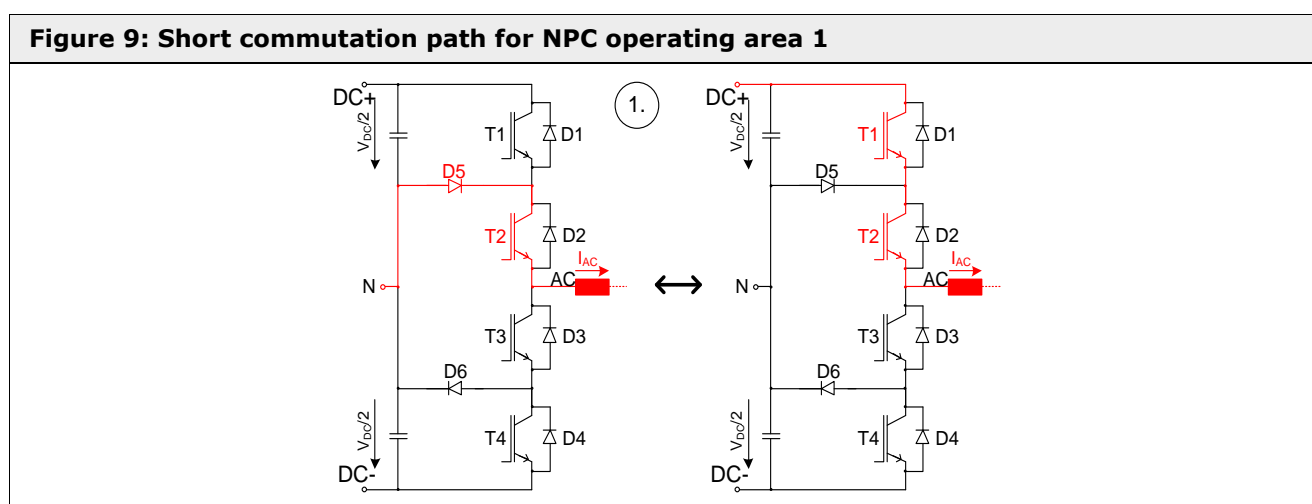 Figure 9: Short commutation path for NPC operating area 1
DC+
VDC/2
T1
D1
D5
T2
D2
IAC
AC
N
T3
D3
D6
VDC/2
T4
D4
DC-
1.
DC+
VDC/2
T1
D1
D5
T2
D2
IAC
AC
N
T3
D3
D6
VDC/2
T4
D4
DC-